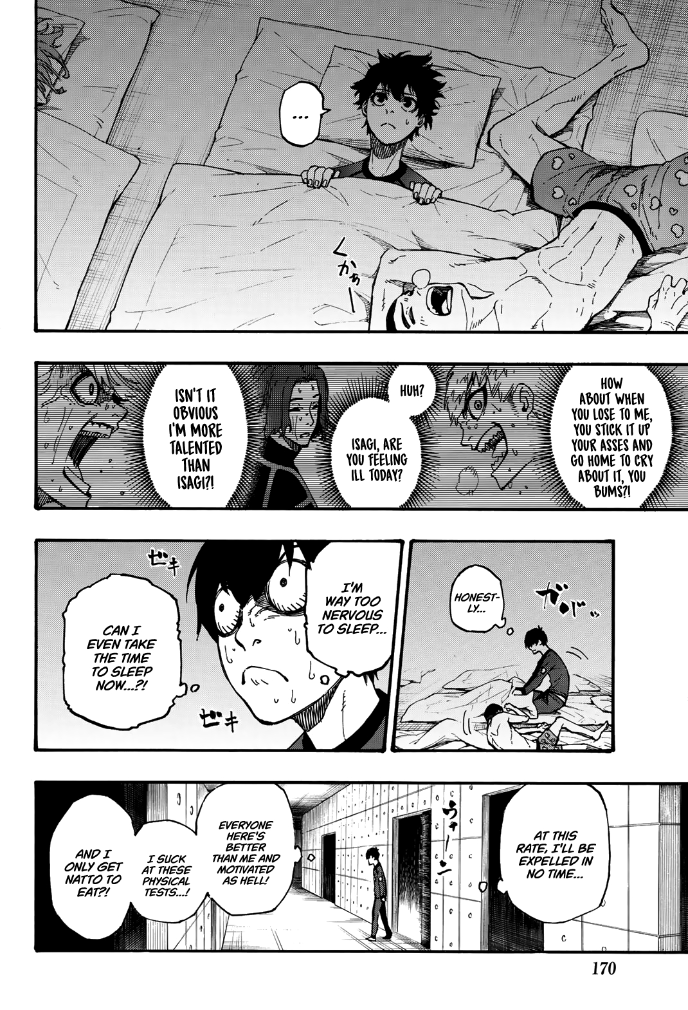 ...
くかぁー
HOW
ABOUT WHEN
YOU LOSE TO ME,
YOU STICK IT UP
YOUR ASSES AND
GO HOME TO CRY
ABOUT IT, YOU
BUMS?!
HUH?
ISAGI, ARE
YOU FEELING
ILL TODAY?
ISN'T IT
OBVIOUS
I'M MORE
TALENTED
THAN
ISAGI?!
HONEST-
LY...
ガバッ
I'M
WAY TOO
NERVOUS
TO SLEEP...
ゼキ
CAN I
EVEN TAKE
THE TIME
TO SLEEP
NOW...?!
ゼキ
AT THIS
RATE, I'LL BE
EXPELLED IN
NO TIME...
ウィーン
EVERYONE
HERE'S
BETTER
THAN ME AND
MOTIVATED
AS HELL!
I SUCK
AT THESE
PHYSICAL
TESTS...!
AND I
ONLY GET
NATTO TO
EAT?!
170